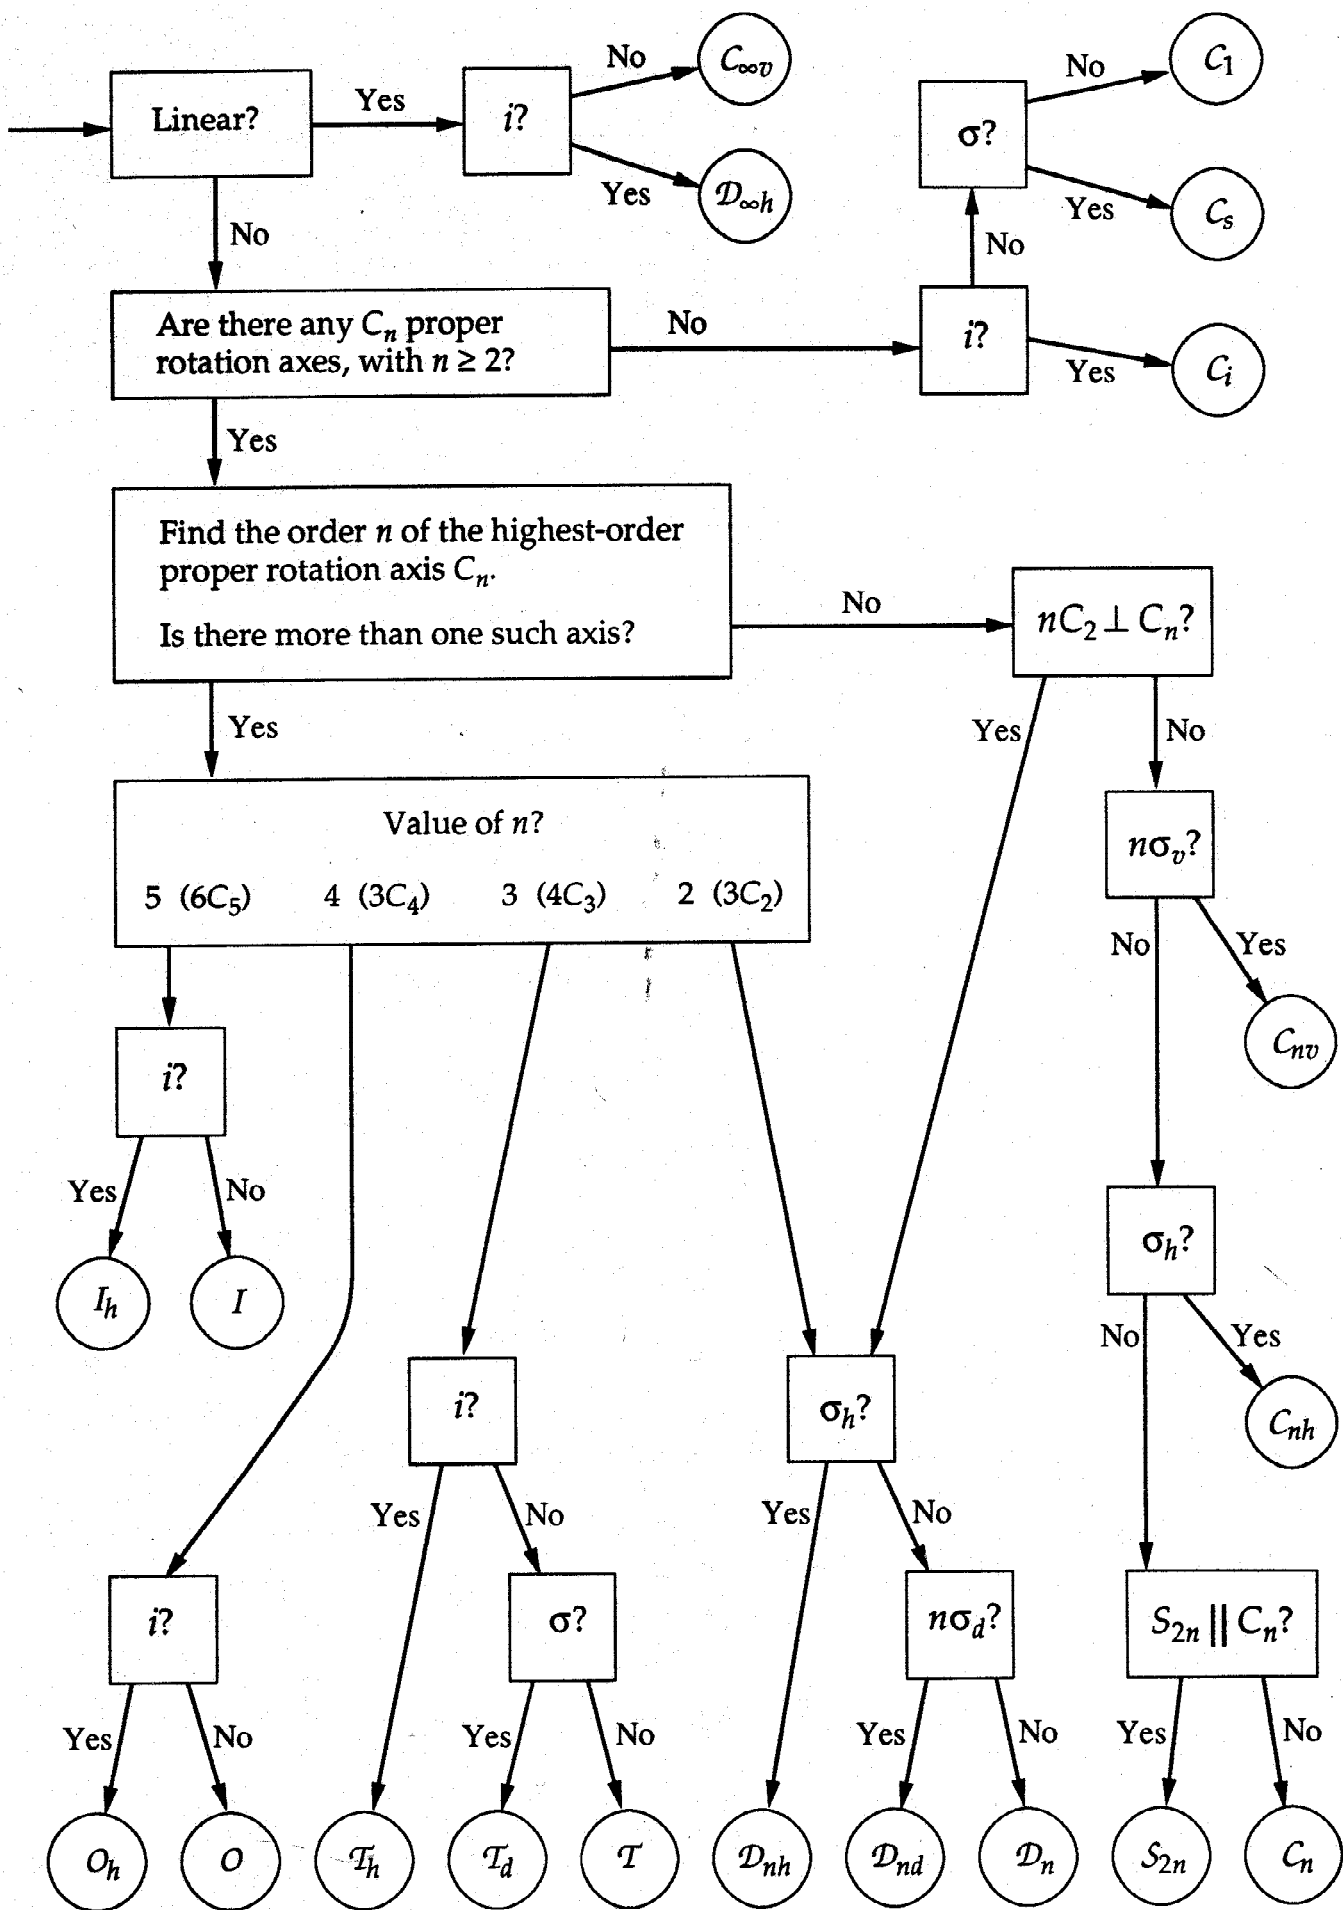 Linear?
Yes
i?
No
C∞v
Yes
D∞h
No
Are there any Cn proper
rotation axes, with n ≥ 2?
No
i?
Yes
Ci
No
σ?
No
C1
Yes
Cs
Yes
Find the order n of the highest-order
proper rotation axis Cn.
Is there more than one such axis?
No
nC2 ⊥ Cn?
Yes
No
nσv?
No
Yes
Cnv
σh?
No
Yes
Cnh
S2n || Cn?
Yes
No
S2n
Cn
Yes
Value of n?
5 (6C5) 4 (3C4) 3 (4C3) 2 (3C2)
i?
Yes
No
Ih
I
i?
Yes
No
Oh
O
i?
Yes
No
σ?
Yes
No
Th
Td
T
σh?
Yes
No
nσd?
Yes
No
Dnh
Dnd
Dn